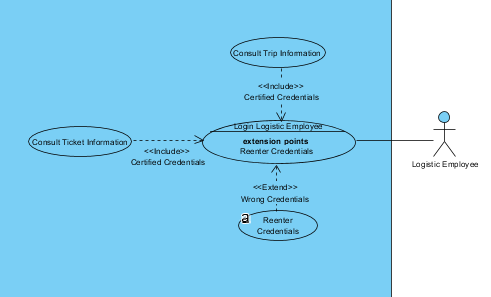 Consult Trip Information
<<Include>>
Certified Credentials
Login Logistic Employee
extension points
Reenter Credentials
Consult Ticket Information
<<Include>>
Certified Credentials
Logistic Employee
<<Extend>>
Wrong Credentials
a
Reenter
Credentials